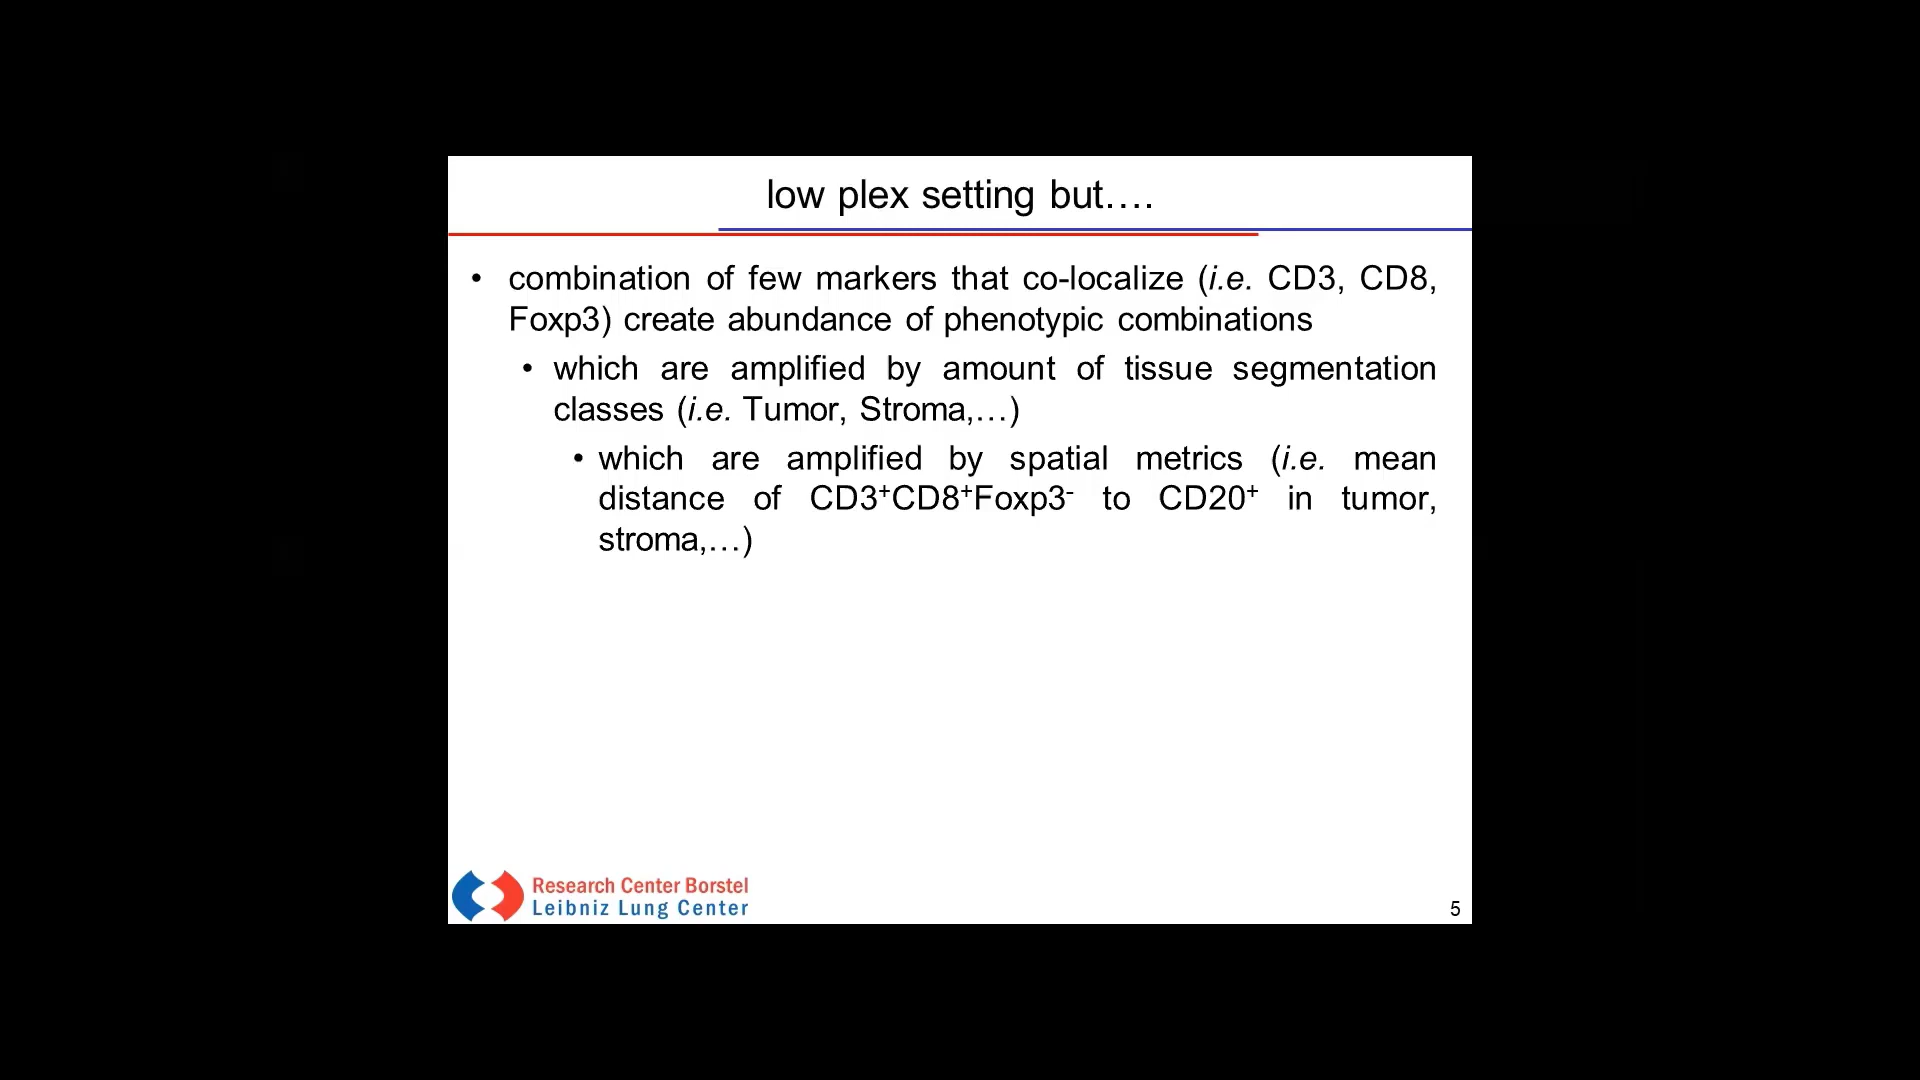 low plex setting but….
• combination of few markers that co-localize (i.e. CD3, CD8,
Foxp3) create abundance of phenotypic combinations
• which are amplified by amount of tissue segmentation
classes (i.e. Tumor, Stroma,…)
• which are amplified by spatial metrics (i.e. mean
distance of CD3⁺CD8⁺Foxp3⁻ to CD20⁺ in tumor,
stroma,…)
Research Center Borstel
Leibniz Lung Center
5